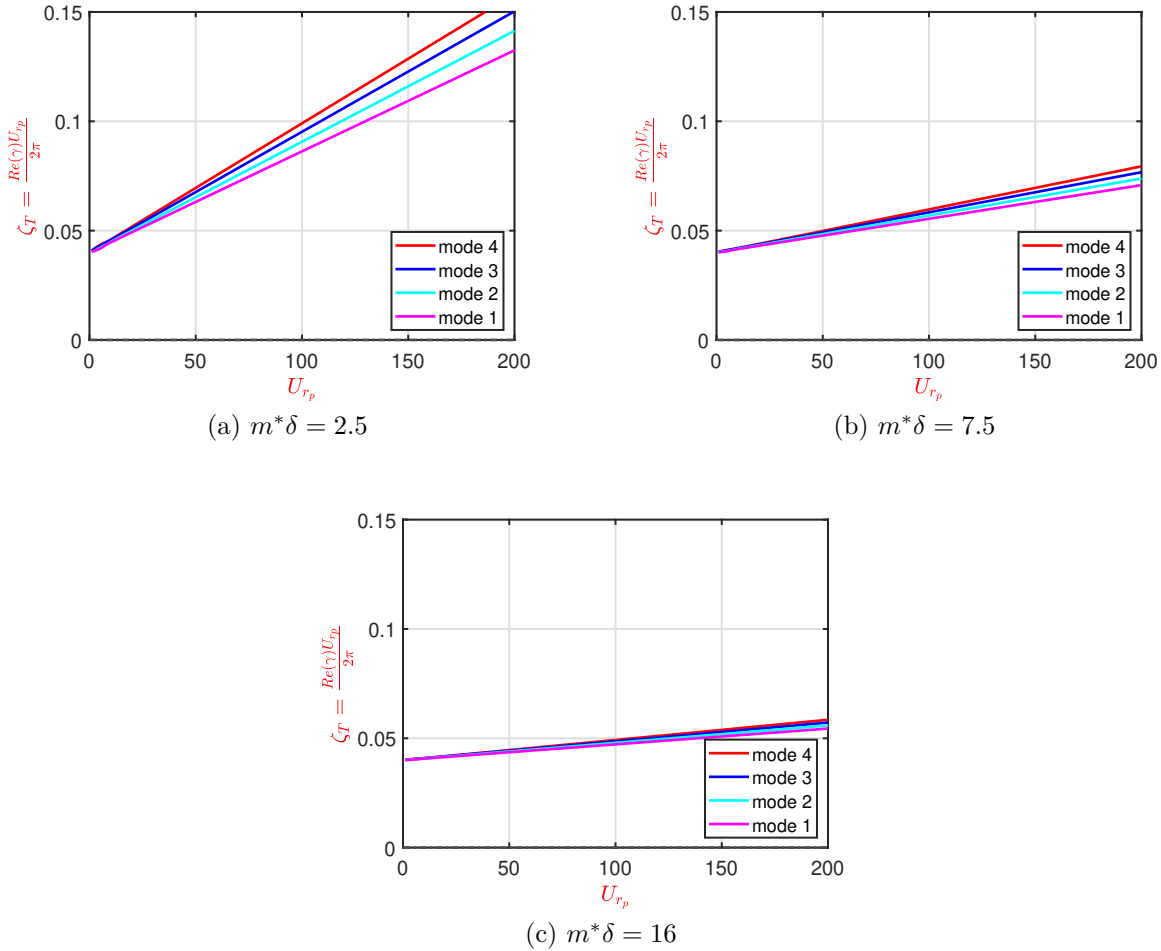 0.15
0.1
0.05
0
0 50 100 150 200
ζ_T = Re(γ)U_{r_p} / 2π
U_{r_p}
mode 4
mode 3
mode 2
mode 1
(a) m*δ = 2.5
0.15
0.1
0.05
0
0 50 100 150 200
ζ_T = Re(γ)U_{r_p} / 2π
U_{r_p}
mode 4
mode 3
mode 2
mode 1
(b) m*δ = 7.5
0.15
0.1
0.05
0
0 50 100 150 200
ζ_T = Re(γ)U_{r_p} / 2π
U_{r_p}
mode 4
mode 3
mode 2
mode 1
(c) m*δ = 16